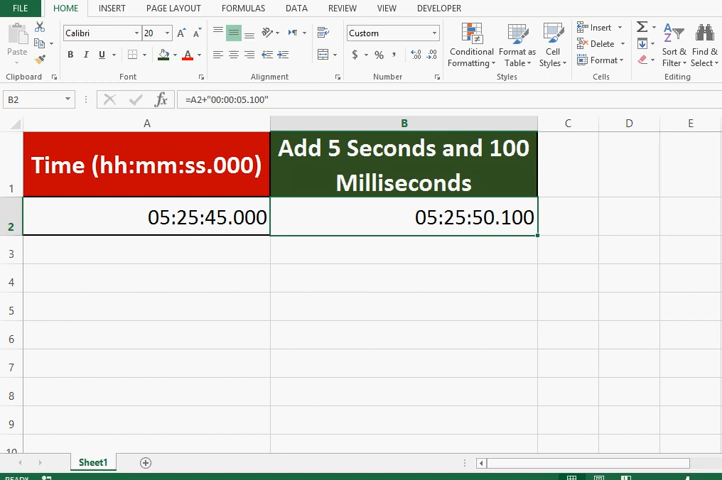 FILE HOME INSERT PAGE LAYOUT FORMULAS DATA REVIEW VIEW DEVELOPER
Paste
Calibri 20 A A
B I U A
Custom
$ % ,
Conditional Formatting
Format as Table
Cell Styles
Insert
Delete
Format
Sort & Filter
Find & Select
Clipboard Font Alignment Number Styles Cells Editing
B2 fx =A2+"00:00:05.100"
A B C D E
1 Time (hh:mm:ss.000) Add 5 Seconds and 100
Milliseconds
2 05:25:45.000 05:25:50.100
3
4
5
6
7
8
9
10
Sheet1
READY